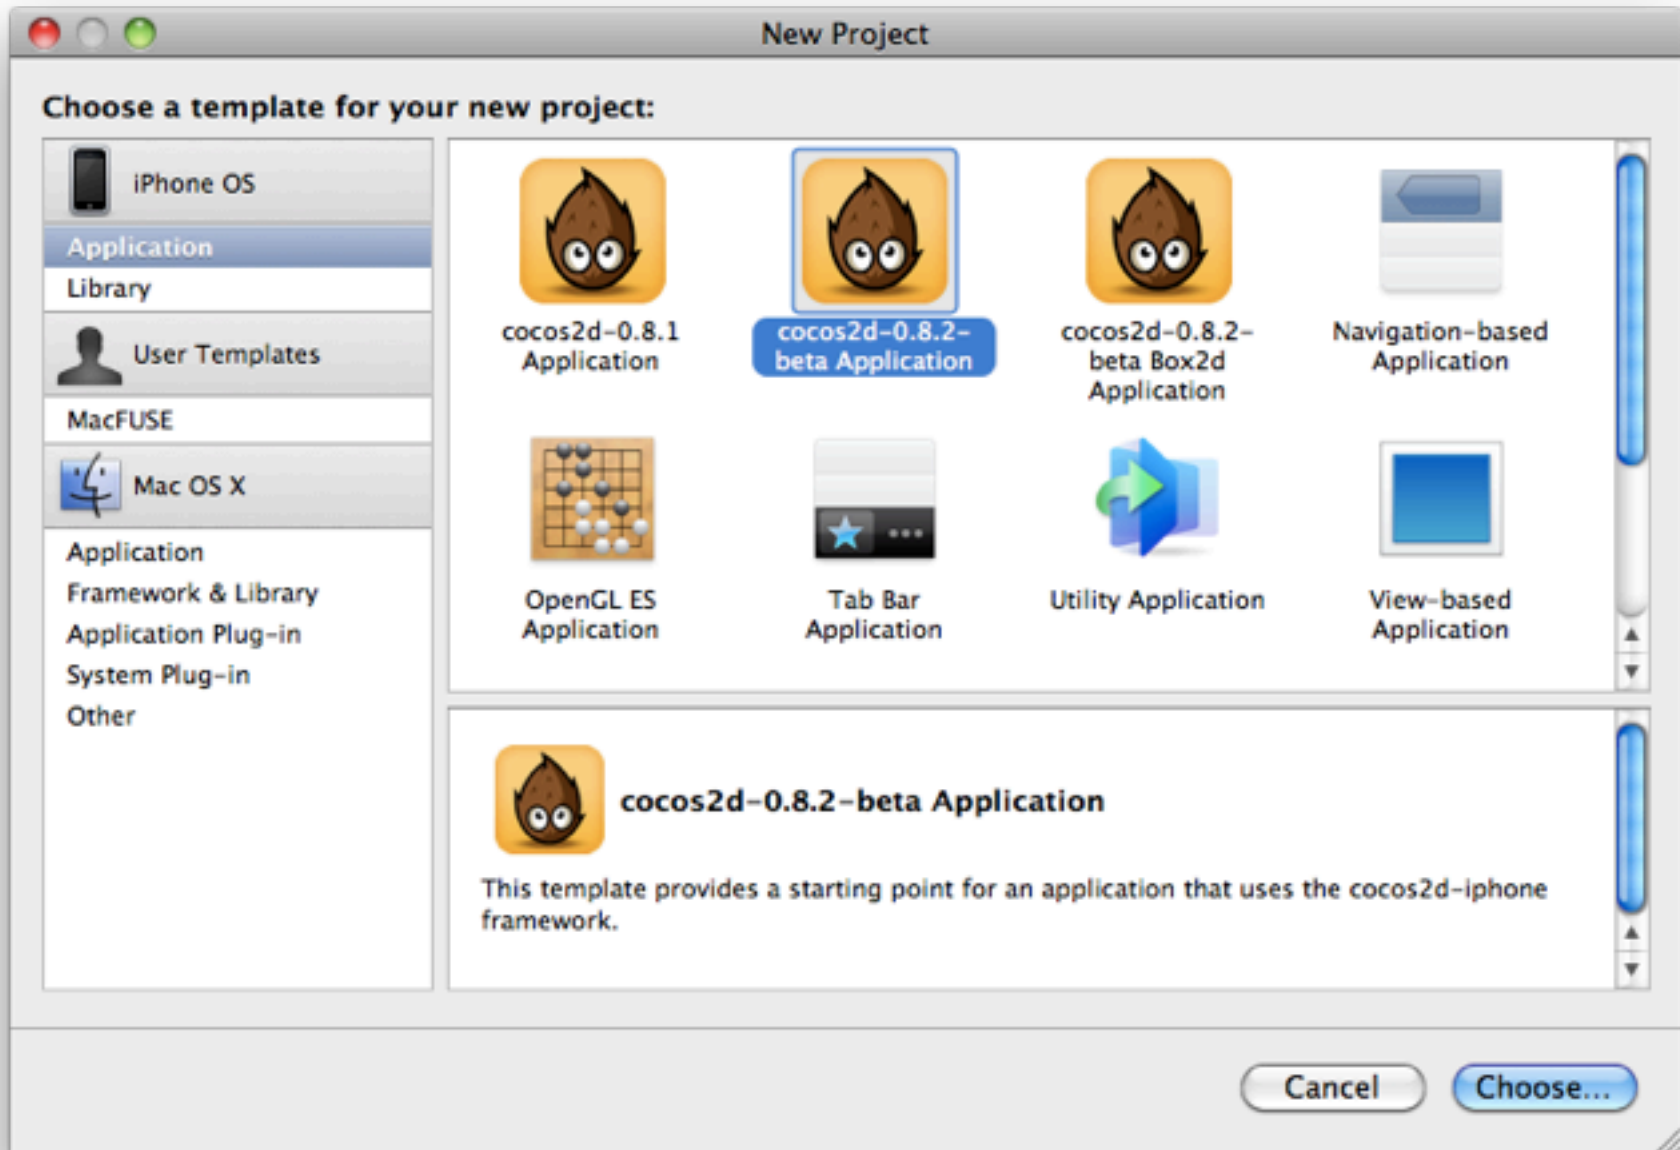 New Project
Choose a template for your new project:
iPhone OS
Application
Library
User Templates
MacFUSE
Mac OS X
Application
Framework & Library
Application Plug-in
System Plug-in
Other
cocos2d-0.8.1
Application
cocos2d-0.8.2-
beta Application
cocos2d-0.8.2-
beta Box2d
Application
Navigation-based
Application
OpenGL ES
Application
Tab Bar
Application
Utility Application
View-based
Application
cocos2d-0.8.2-beta Application
This template provides a starting point for an application that uses the cocos2d-iphone
framework.
Cancel
Choose...